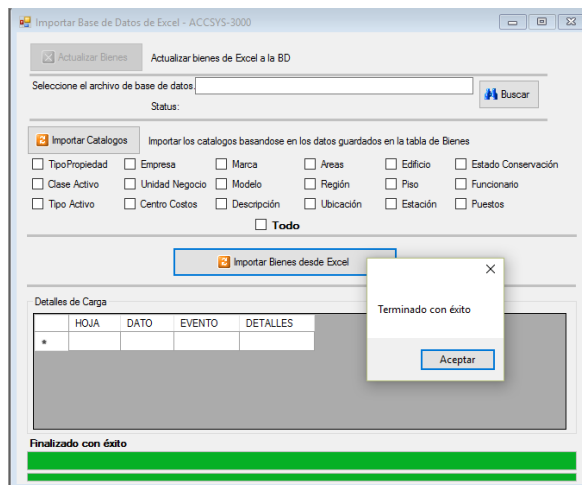 Importar Base de Datos de Excel - ACCSYS-3000
Actualizar Bienes Actualizar bienes de Excel a la BD
Seleccione el archivo de base de datos.
Buscar
Status:
Importar Catalogos Importar los catalogos basandose en los datos guardados en la tabla de Bienes
TipoPropiedad Empresa Marca Areas Edificio Estado Conservación
Clase Activo Unidad Negocio Modelo Región Piso Funcionario
Tipo Activo Centro Costos Descripción Ubicación Estación Puestos
Todo
Importar Bienes desde Excel
Terminado con éxito
Aceptar
Detalles de Carga
HOJA DATO EVENTO DETALLES
*
Finalizado con éxito